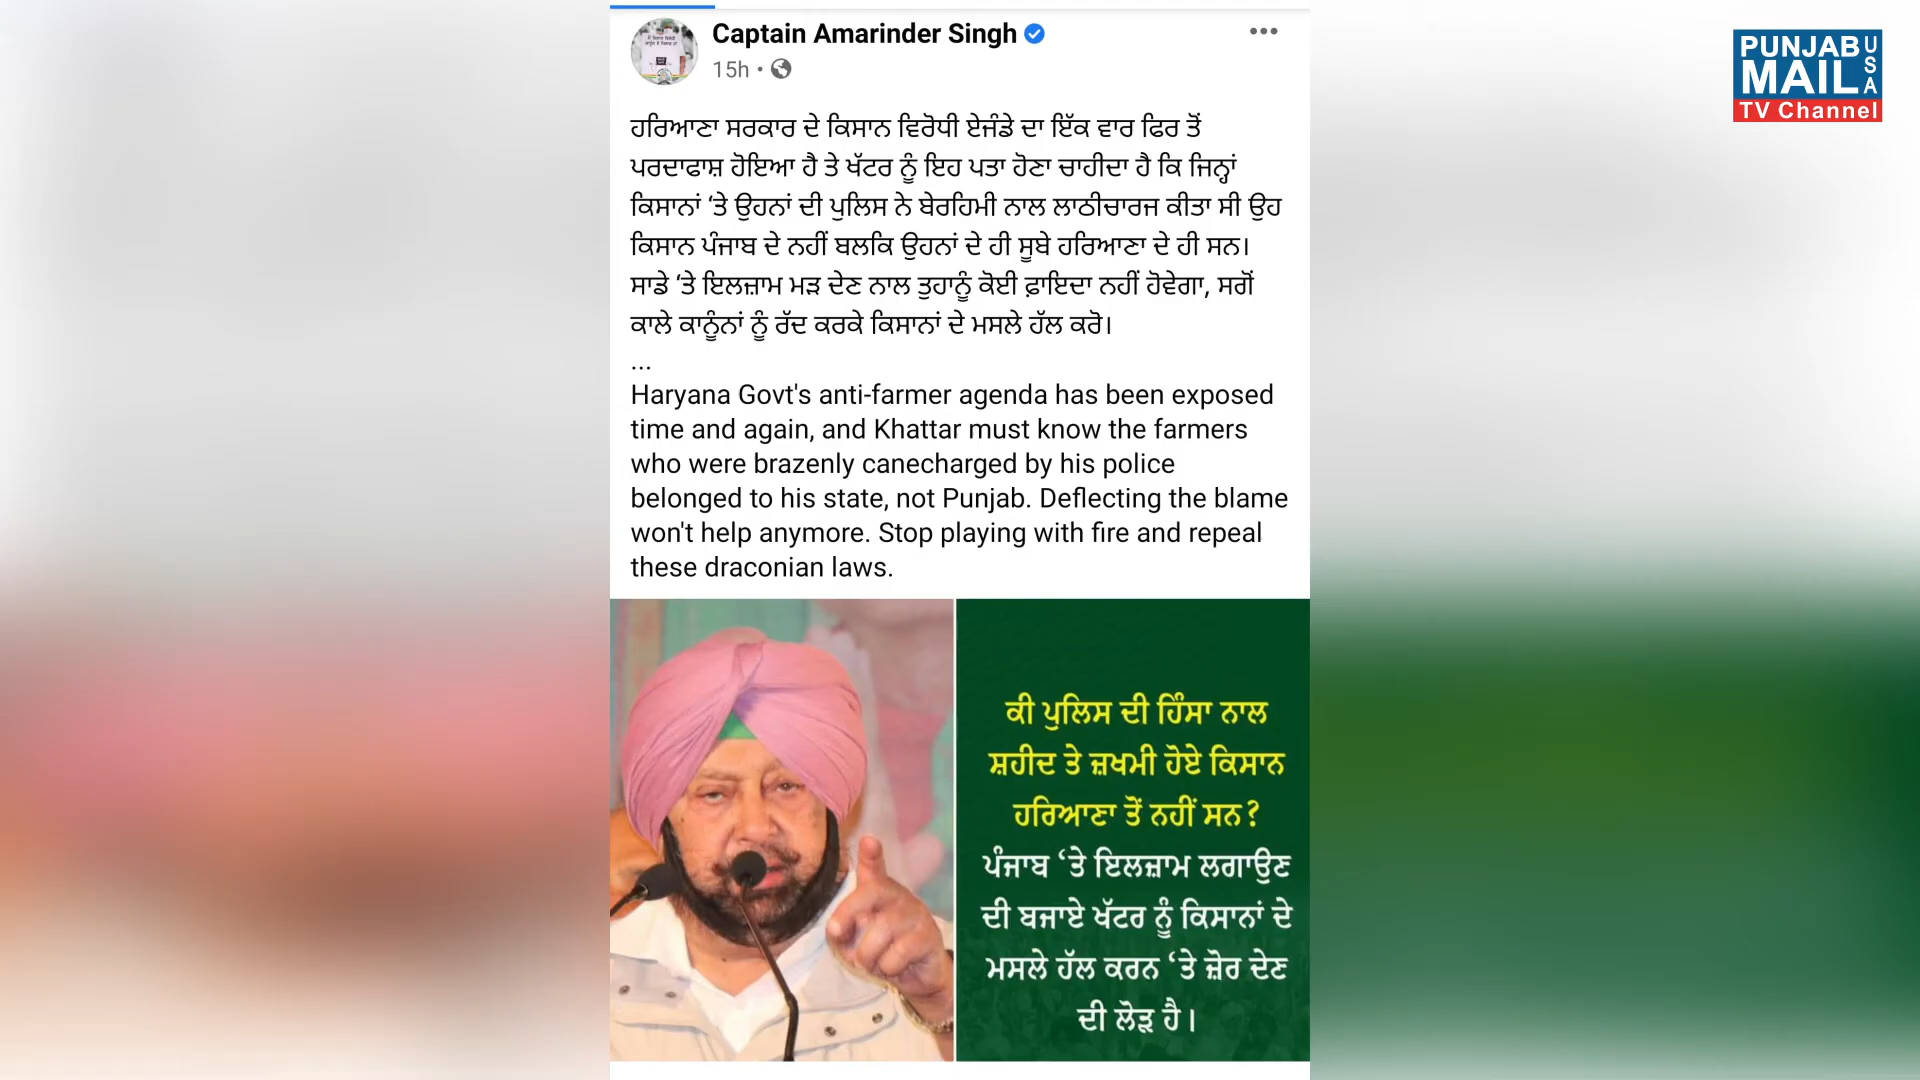 Captain Amarinder Singh
15h
ਹਰਿਆਣਾ ਸਰਕਾਰ ਦੇ ਕਿਸਾਨ ਵਿਰੋਧੀ ਏਜੰਡੇ ਦਾ ਇੱਕ ਵਾਰ ਫਿਰ ਤੋਂ
ਪਰਦਾਫਾਸ਼ ਹੋਇਆ ਹੈ ਤੇ ਖੱਟਰ ਨੂੰ ਇਹ ਪਤਾ ਹੋਣਾ ਚਾਹੀਦਾ ਹੈ ਕਿ ਜਿਨ੍ਹਾਂ
ਕਿਸਾਨਾਂ ‘ਤੇ ਉਹਨਾਂ ਦੀ ਪੁਲਿਸ ਨੇ ਬੇਰਹਿਮੀ ਨਾਲ ਲਾਠੀਚਾਰਜ ਕੀਤਾ ਸੀ ਉਹ
ਕਿਸਾਨ ਪੰਜਾਬ ਦੇ ਨਹੀਂ ਬਲਕਿ ਉਹਨਾਂ ਦੇ ਹੀ ਸੂਬੇ ਹਰਿਆਣਾ ਦੇ ਹੀ ਸਨ।
ਸਾਡੇ ‘ਤੇ ਇਲਜ਼ਾਮ ਮੜ ਦੇਣ ਨਾਲ ਤੁਹਾਨੂੰ ਕੋਈ ਫ਼ਾਇਦਾ ਨਹੀਂ ਹੋਵੇਗਾ, ਸਗੋਂ
ਕਾਲੇ ਕਾਨੂੰਨਾਂ ਨੂੰ ਰੱਦ ਕਰਕੇ ਕਿਸਾਨਾਂ ਦੇ ਮਸਲੇ ਹੱਲ ਕਰੋ।
...
Haryana Govt's anti-farmer agenda has been exposed
time and again, and Khattar must know the farmers
who were brazenly canecharged by his police
belonged to his state, not Punjab. Deflecting the blame
won't help anymore. Stop playing with fire and repeal
these draconian laws.
ਕੀ ਪੁਲਿਸ ਦੀ ਹਿੰਸਾ ਨਾਲ
ਸ਼ਹੀਦ ਤੇ ਜ਼ਖਮੀ ਹੋਏ ਕਿਸਾਨ
ਹਰਿਆਣਾ ਤੋਂ ਨਹੀਂ ਸਨ?
ਪੰਜਾਬ ‘ਤੇ ਇਲਜ਼ਾਮ ਲਗਾਉਣ
ਦੀ ਬਜਾਏ ਖੱਟਰ ਨੂੰ ਕਿਸਾਨਾਂ ਦੇ
ਮਸਲੇ ਹੱਲ ਕਰਨ ‘ਤੇ ਜ਼ੋਰ ਦੇਣ
ਦੀ ਲੋੜ ਹੈ।
PUNJAB USA
MAIL
TV Channel